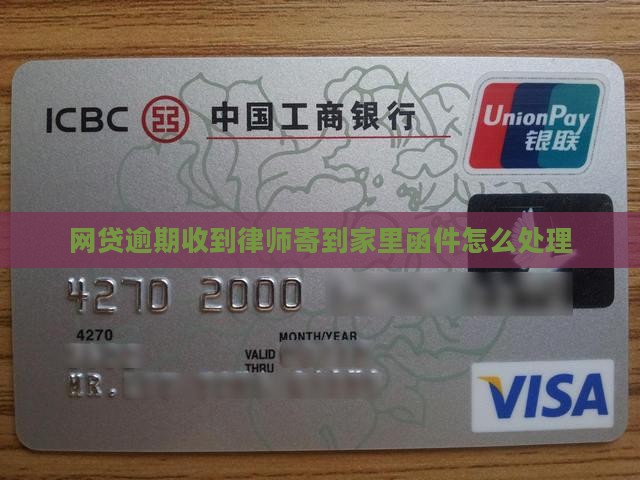 ICBC 中国工商银行
UnionPay
银联
网贷逾期收到律师寄到家里函件怎么处理
4270 2000
4270
MONTH/YEAR
VALID
THRU
MR.
VISA